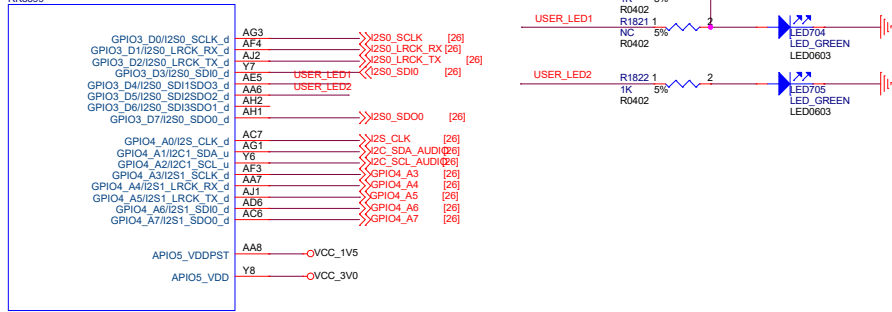 GPIO3_D0/I2S0_SCLK_d AG3 I2S0_SCLK [26]
GPIO3_D1/I2S0_LRCK_RX_d AF4 I2S0_LRCK_RX [26]
GPIO3_D2/I2S0_LRCK_TX_d AJ2 I2S0_LRCK_TX [26]
GPIO3_D3/I2S0_SDI0_d Y7 I2S0_SDI0 [26]
GPIO3_D4/I2S0_SDI1SDO3_d AE5 USER_LED1
GPIO3_D5/I2S0_SDI2SDO2_d AA6 USER_LED2
GPIO3_D6/I2S0_SDI3SDO1_d AH2
GPIO3_D7/I2S0_SDO0_d AH1 I2S0_SDO0 [26]
GPIO4_A0/I2S_CLK_d AC7 I2S_CLK [26]
GPIO4_A1/I2C1_SDA_u AG1 I2C_SDA_AUDIO [26]
GPIO4_A2/I2C1_SCL_u Y6 I2C_SCL_AUDIO [26]
GPIO4_A3/I2S1_SCLK_d AF3 GPIO4_A3 [26]
GPIO4_A4/I2S1_LRCK_RX_d AA7 GPIO4_A4 [26]
GPIO4_A5/I2S1_LRCK_TX_d AJ1 GPIO4_A5 [26]
GPIO4_A6/I2S1_SDI0_d AD6 GPIO4_A6 [26]
GPIO4_A7/I2S1_SDO0_d AC6 GPIO4_A7 [26]
APIO5_VDDPST AA8 VCC_1V5
APIO5_VDD Y8 VCC_3V0
R0402
USER_LED1 R1821 1 2
NC 5% LED704
R0402 LED_GREEN
LED0603
USER_LED2 R1822 1 2
1K 5% LED705
R0402 LED_GREEN
LED0603